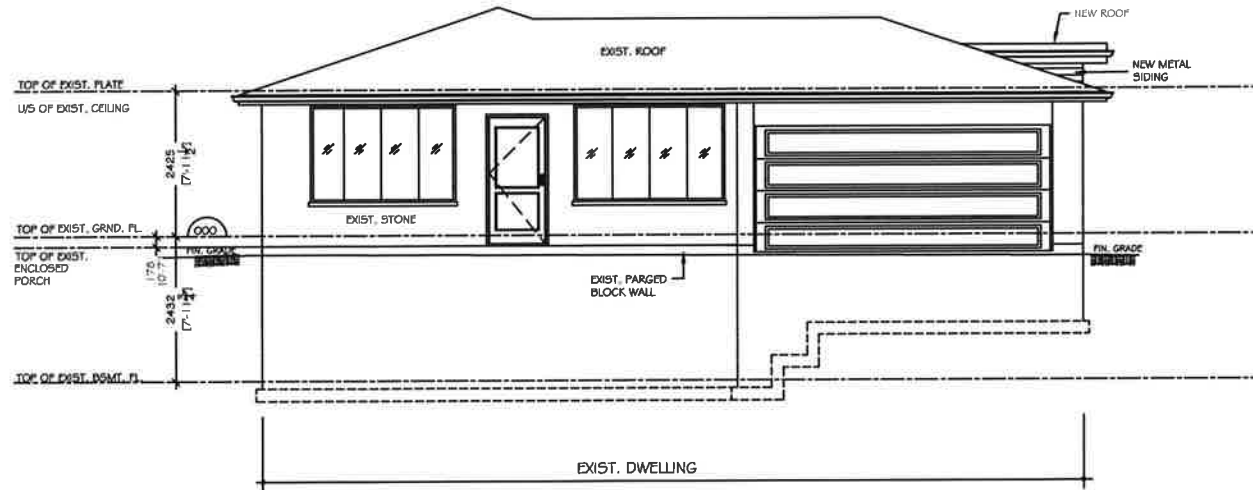 NEW ROOF
EXIST. ROOF
NEW METAL
SIDING
TOP OF EXIST. PLATE
U/S OF EXIST. CEILING
2425
EXIST. STONE
TOP OF EXIST. GRND. FL.
000
FIN. GRADE
FIN. GRADE
TOP OF EXIST.
ENCLOSED
PORCH
178
EXIST. PARGED
BLOCK WALL
2432
TOP OF EXIST. BSMT. FL.
EXIST. DWELLING